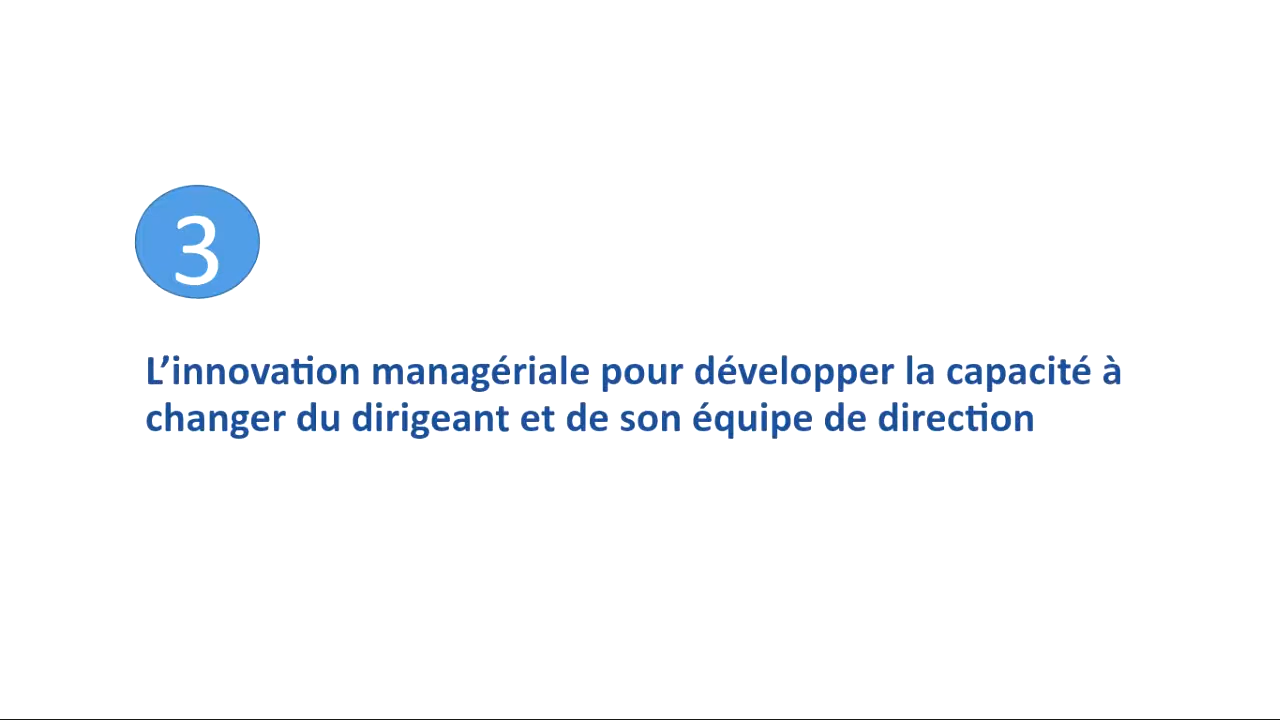 3
L’innovation managériale pour développer la capacité à
changer du dirigeant et de son équipe de direction